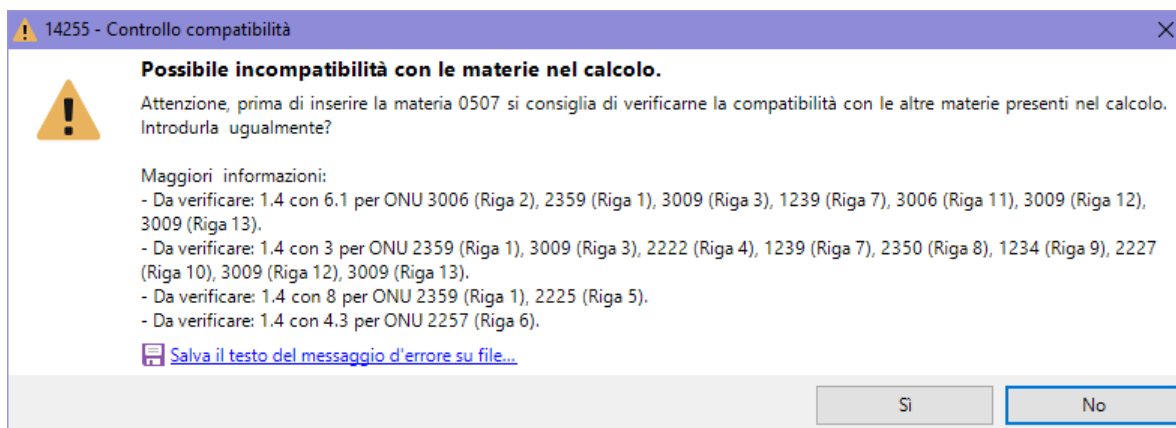 14255 - Controllo compatibilità
Possibile incompatibilità con le materie nel calcolo.
Attenzione, prima di inserire la materia 0507 si consiglia di verificarne la compatibilità con le altre materie presenti nel calcolo.
Introdurla ugualmente?
Maggiori informazioni:
- Da verificare: 1.4 con 6.1 per ONU 3006 (Riga 2), 2359 (Riga 1), 3009 (Riga 3), 1239 (Riga 7), 3006 (Riga 11), 3009 (Riga 12),
3009 (Riga 13).
- Da verificare: 1.4 con 3 per ONU 2359 (Riga 1), 3009 (Riga 3), 2222 (Riga 4), 1239 (Riga 7), 2350 (Riga 8), 1234 (Riga 9), 2227
(Riga 10), 3009 (Riga 12), 3009 (Riga 13).
- Da verificare: 1.4 con 8 per ONU 2359 (Riga 1), 2225 (Riga 5).
- Da verificare: 1.4 con 4.3 per ONU 2257 (Riga 6).
Salva il testo del messaggio d'errore su file...
Sì
No